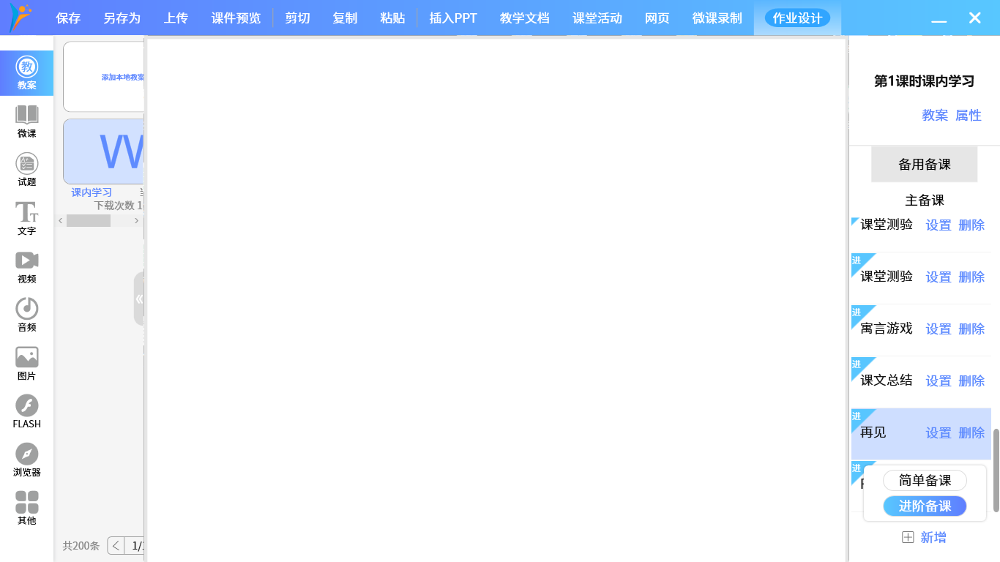 保存 另存为 上传 课件预览 剪切 复制 粘贴 插入PPT 教学文档 课堂活动 网页 微课录制 作业设计
教
教案
微课
试题
文字
视频
音频
图片
FLASH
浏览器
其他
添加本地教案
W
课内学习
下载次数 1
共200条
第1课时课内学习
教案 属性
备用备课
主备课
课堂测验 设置 删除
进
课堂测验 设置 删除
进
寓言游戏 设置 删除
进
课文总结 设置 删除
进
再见 设置 删除
进
简单备课
进阶备课
新增